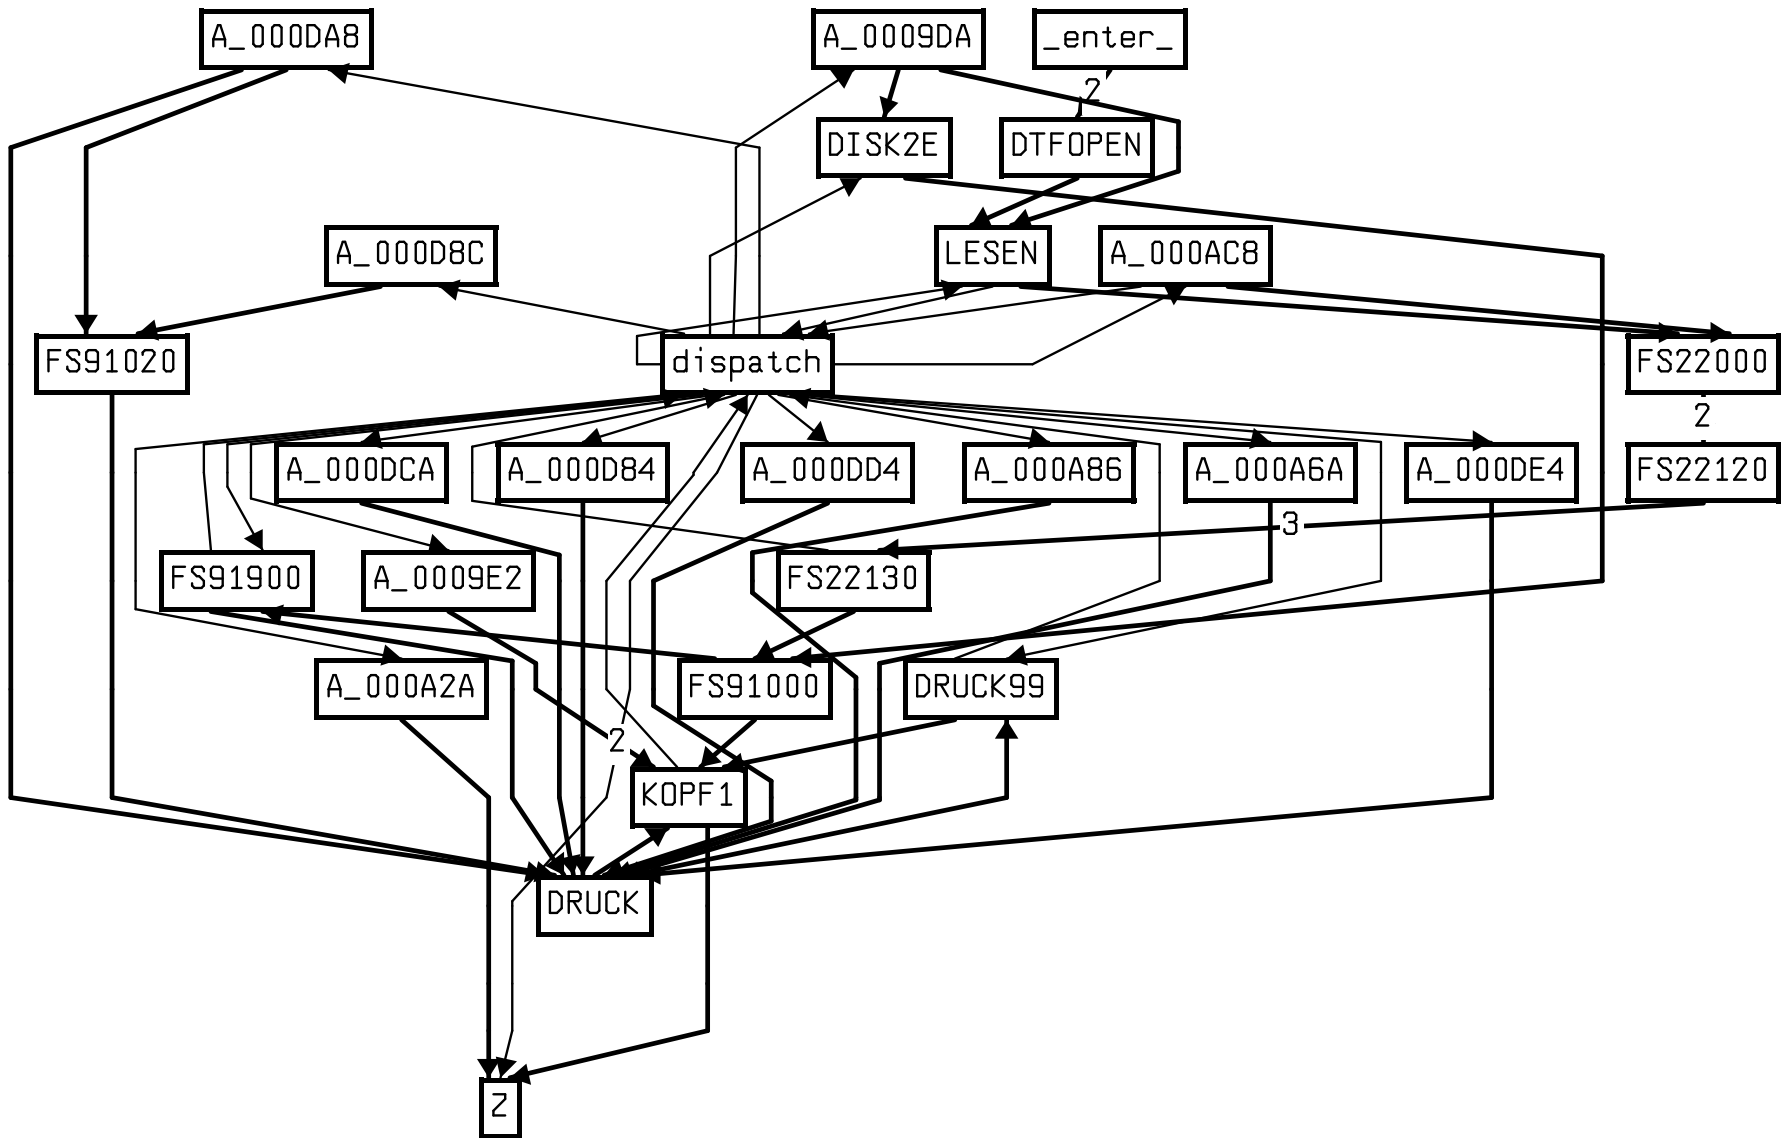 A_000DA8 A_0009DA _enter_
2
DISK2E DTFOPEN
A_000D8C LESEN A_000AC8
FS91020 dispatch FS22000
2
A_000DCA A_000D84 A_000DD4 A_000A86 A_000A6A A_000DE4 FS22120
3
FS91900 A_0009E2 FS22130
A_000A2A FS91000 DRUCK99
2
KOPF1
DRUCK
Z